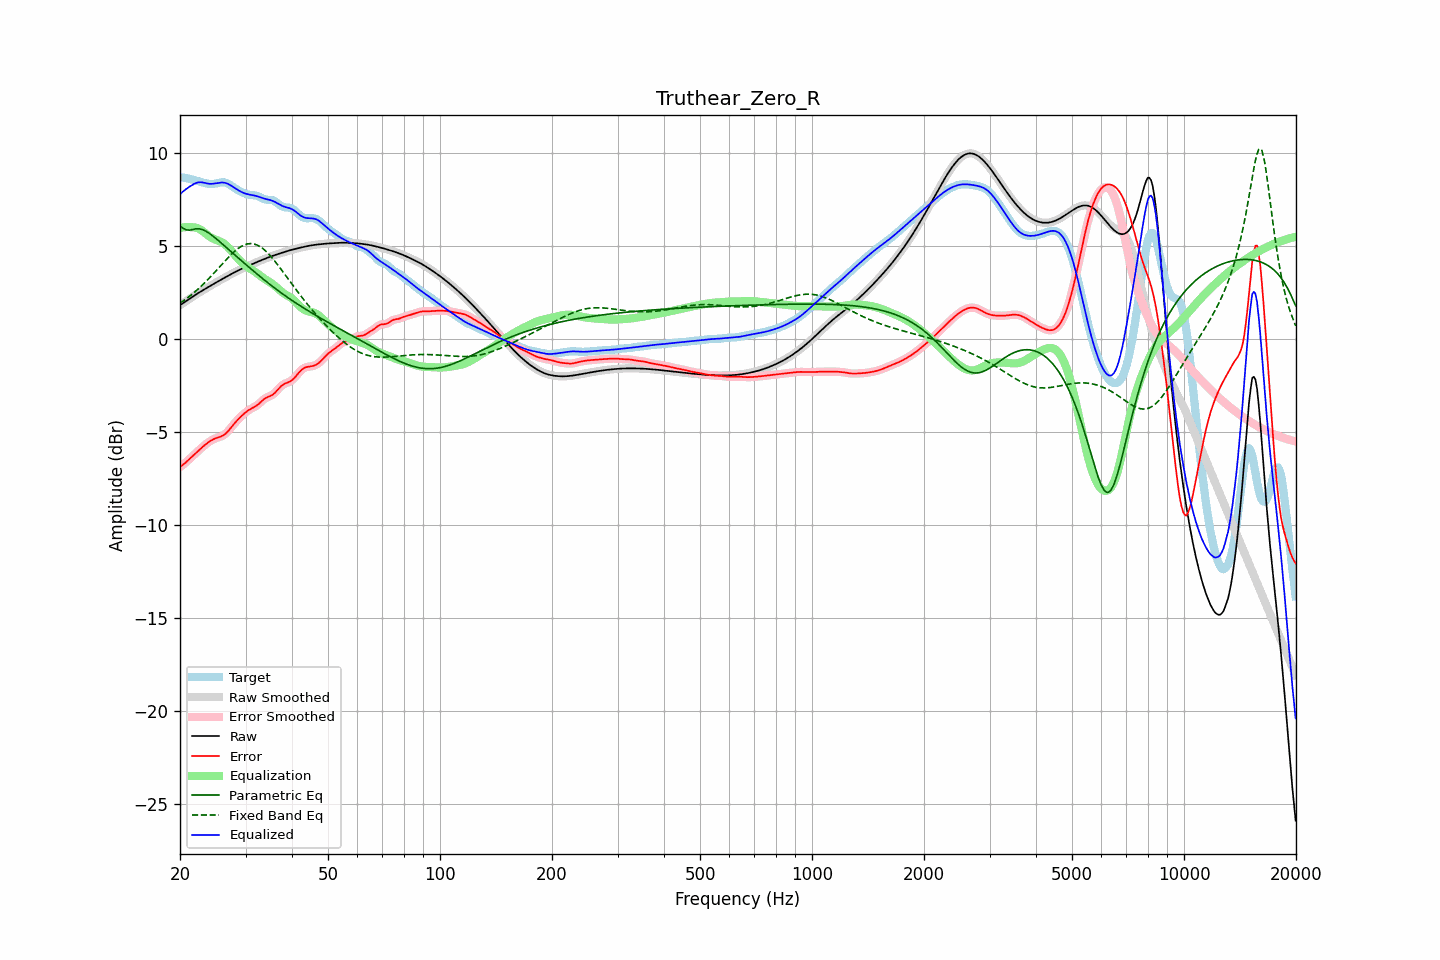 Truthear_Zero_R
Amplitude (dBr)
10
5
0
−5
−10
−15
−20
−25
Target
Raw Smoothed
Error Smoothed
Raw
Error
Equalization
Parametric Eq
Fixed Band Eq
Equalized
20 50 100 200 500 1000 2000 5000 10000 20000
Frequency (Hz)